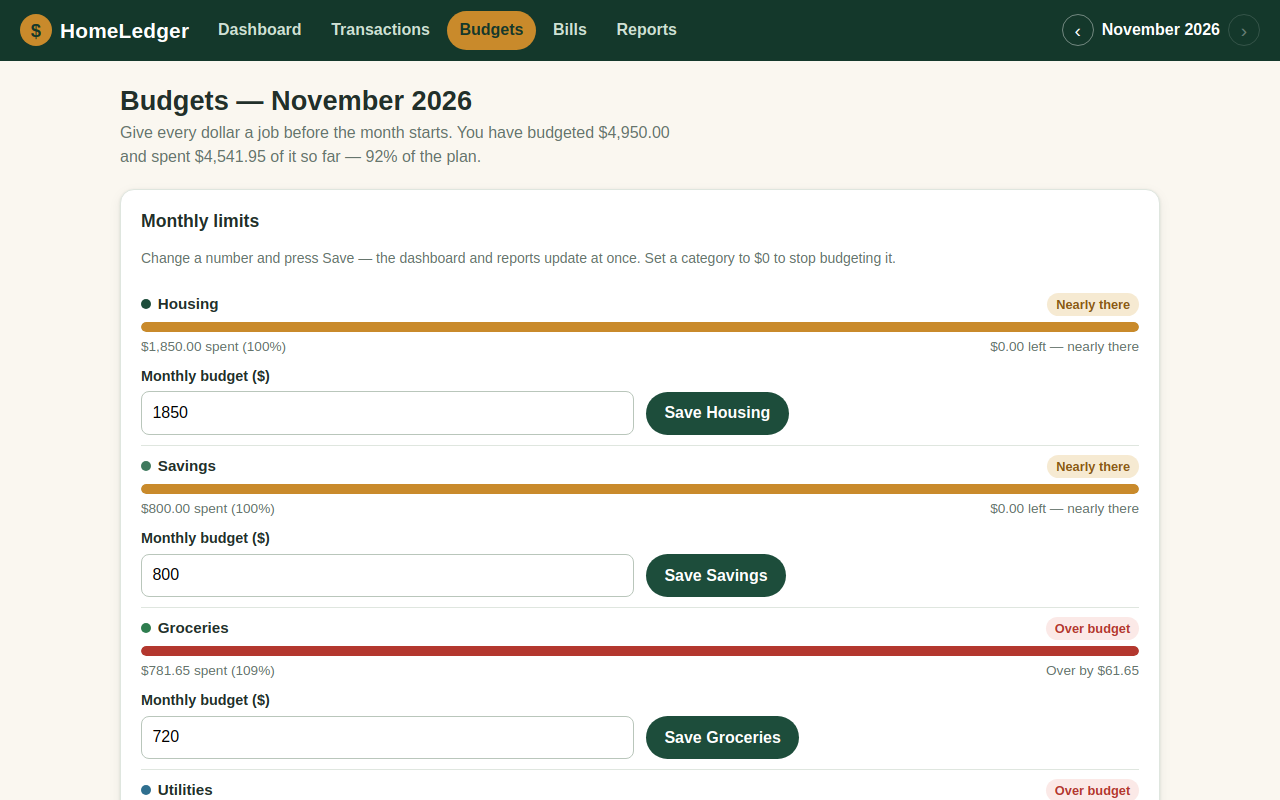 $ HomeLedger Dashboard Transactions Budgets Bills Reports ‹ November 2026 ›
Budgets — November 2026
Give every dollar a job before the month starts. You have budgeted $4,950.00
and spent $4,541.95 of it so far — 92% of the plan.
Monthly limits
Change a number and press Save — the dashboard and reports update at once. Set a category to $0 to stop budgeting it.
Housing Nearly there
$1,850.00 spent (100%) $0.00 left — nearly there
Monthly budget ($)
1850 Save Housing
Savings Nearly there
$800.00 spent (100%) $0.00 left — nearly there
Monthly budget ($)
800 Save Savings
Groceries Over budget
$781.65 spent (109%) Over by $61.65
Monthly budget ($)
720 Save Groceries
Utilities Over budget